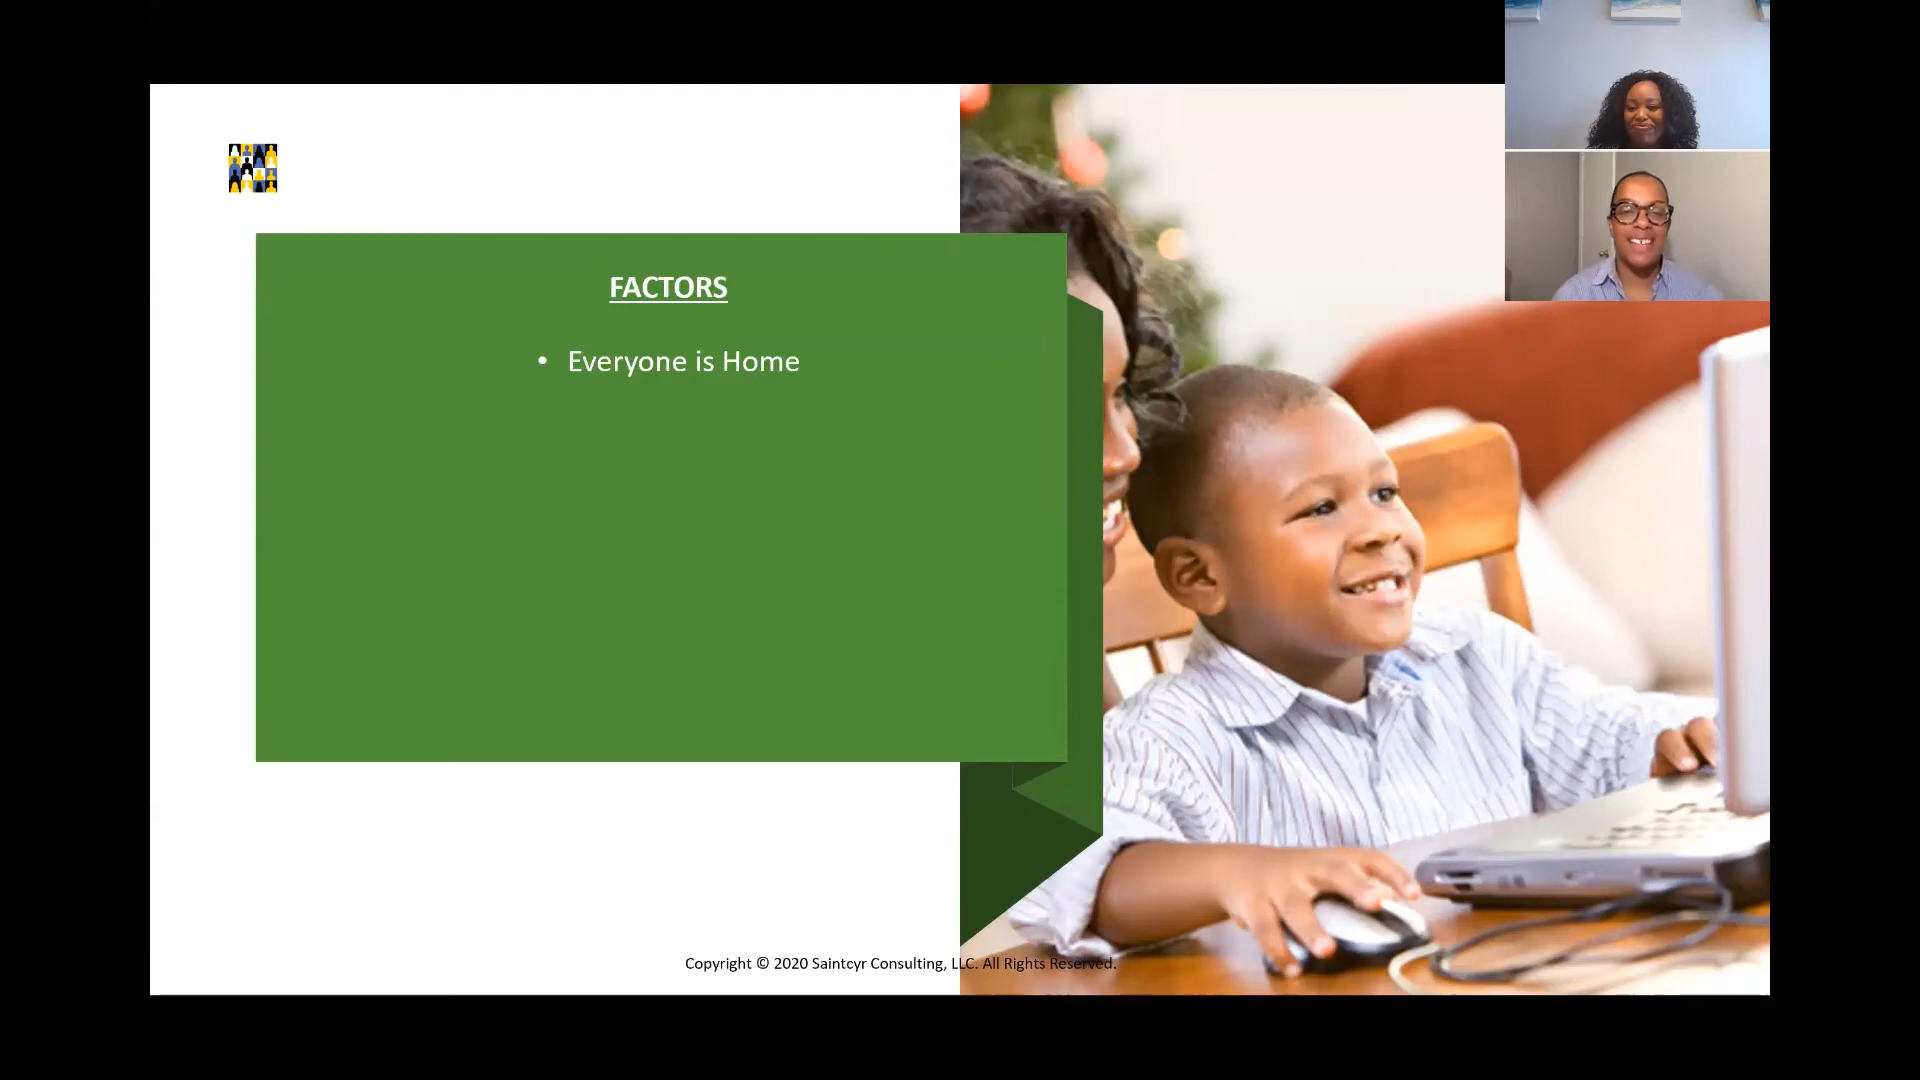 FACTORS
• Everyone is Home
Copyright © 2020 Saintcyr Consulting, LLC. All Rights Reserved.